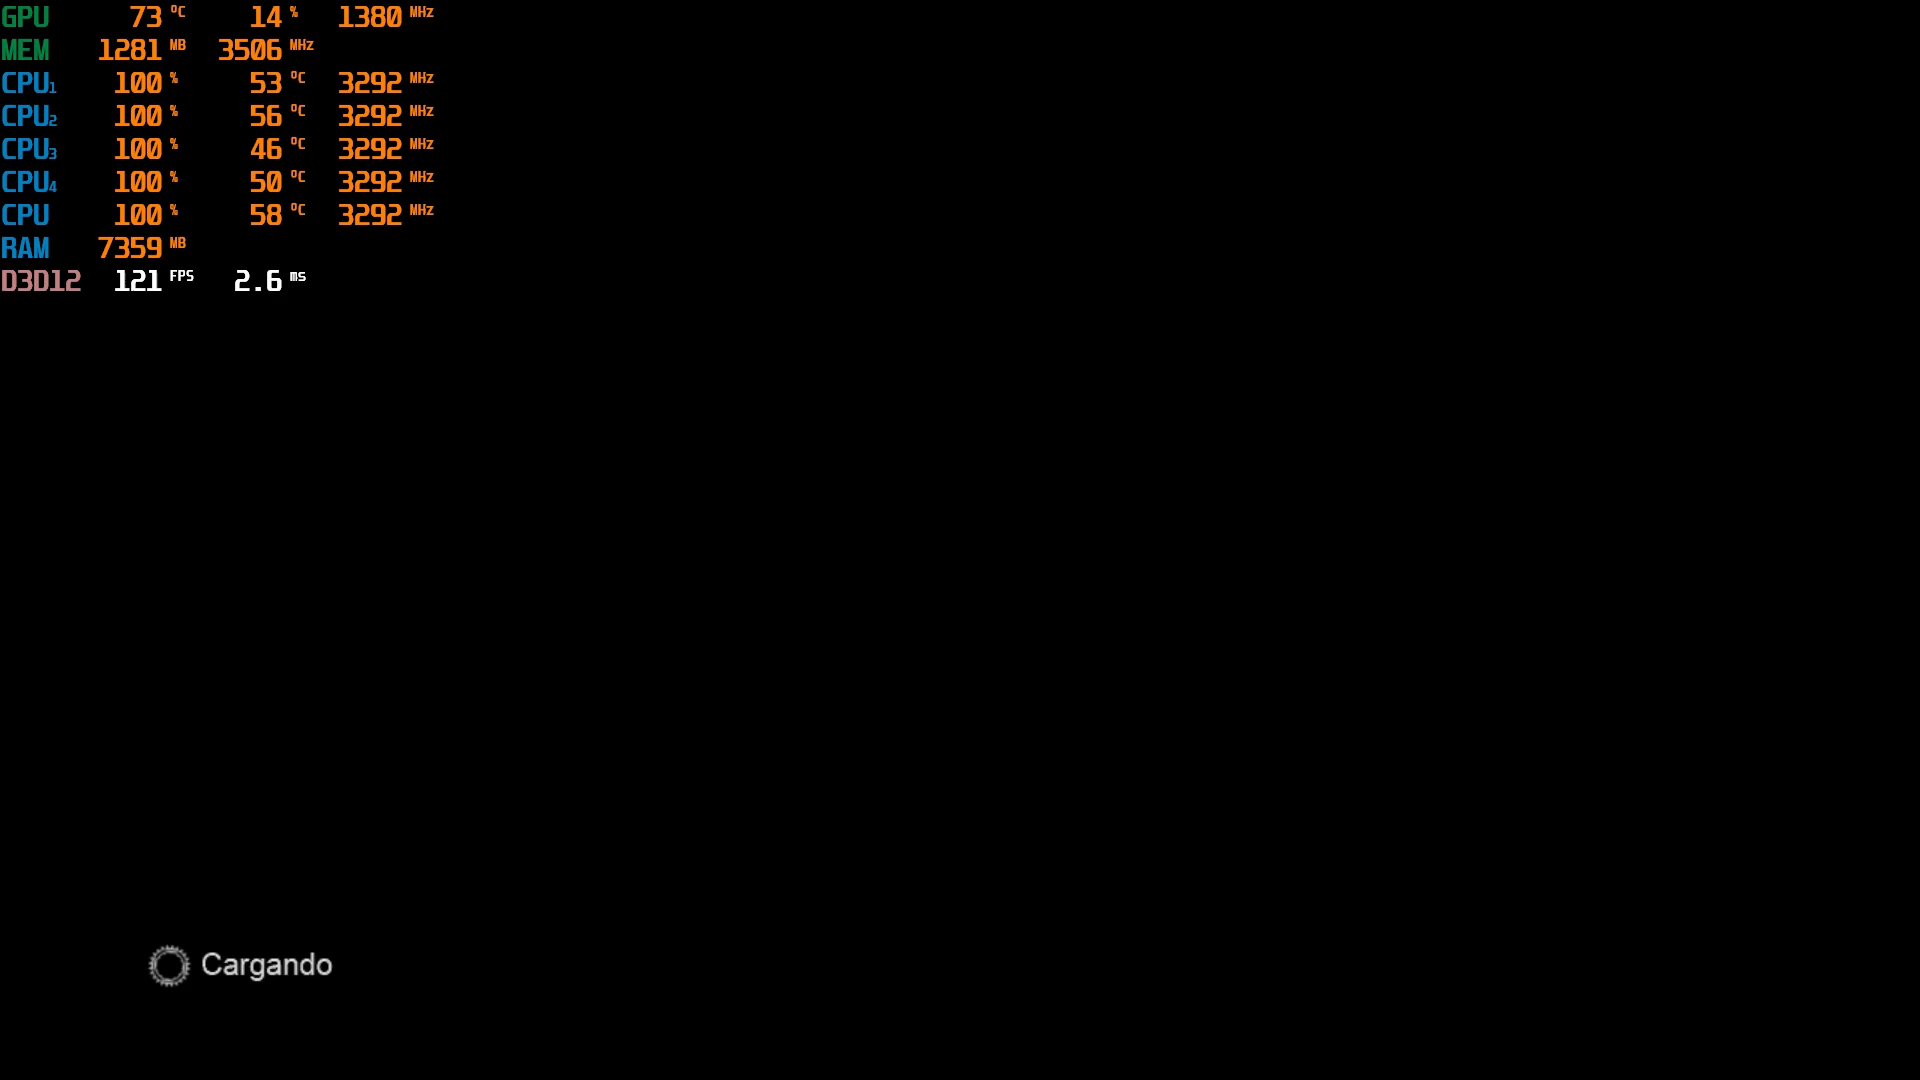 GPU 73 °C 14 % 1380 MHz
MEM 1281 MB 3506 MHz
CPU1 100 % 53 °C 3292 MHz
CPU2 100 % 56 °C 3292 MHz
CPU3 100 % 46 °C 3292 MHz
CPU4 100 % 50 °C 3292 MHz
CPU 100 % 58 °C 3292 MHz
RAM 7359 MB
D3D12 121 FPS 2.6 ms
Cargando